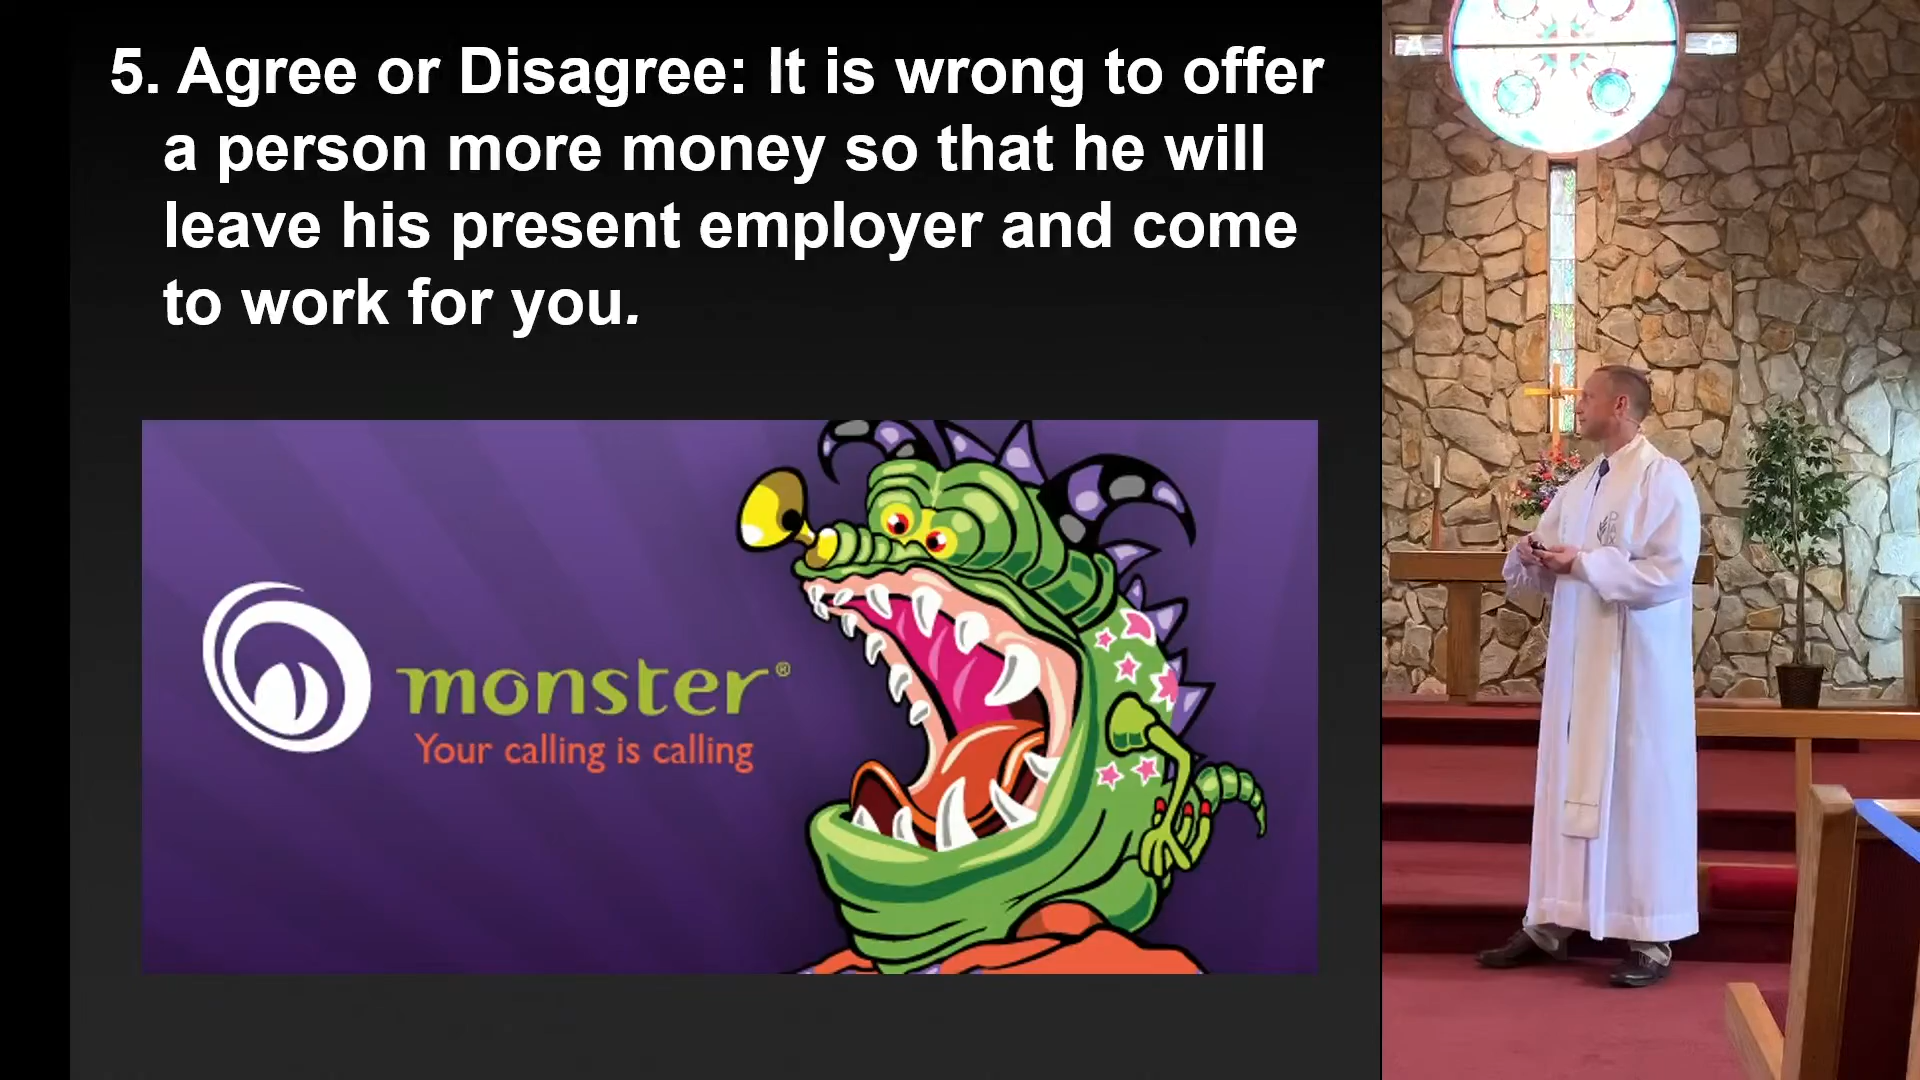 5. Agree or Disagree: It is wrong to offer
a person more money so that he will
leave his present employer and come
to work for you.
monster®
Your calling is calling